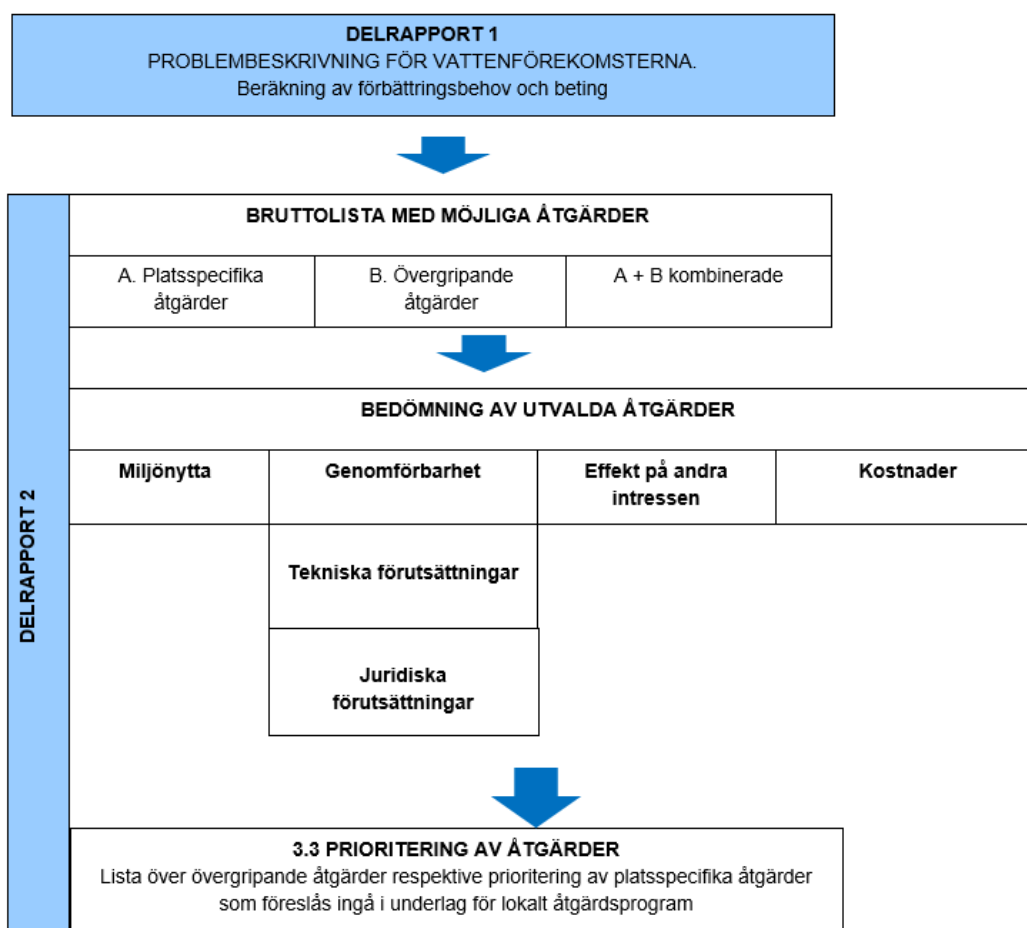 DELRAPPORT 1
PROBLEMBESKRIVNING FÖR VATTENFÖREKOMSTERNA.
Beräkning av förbättringsbehov och beting
DELRAPPORT 2
BRUTTOLISTA MED MÖJLIGA ÅTGÄRDER
A. Platsspecifika
åtgärder
B. Övergripande
åtgärder
A + B kombinerade
BEDÖMNING AV UTVALDA ÅTGÄRDER
Miljönytta
Genomförbarhet
Effekt på andra
intressen
Kostnader
Tekniska förutsättningar
Juridiska
förutsättningar
3.3 PRIORITERING AV ÅTGÄRDER
Lista över övergripande åtgärder respektive prioritering av platsspecifika åtgärder
som föreslås ingå i underlag för lokalt åtgärdsprogram